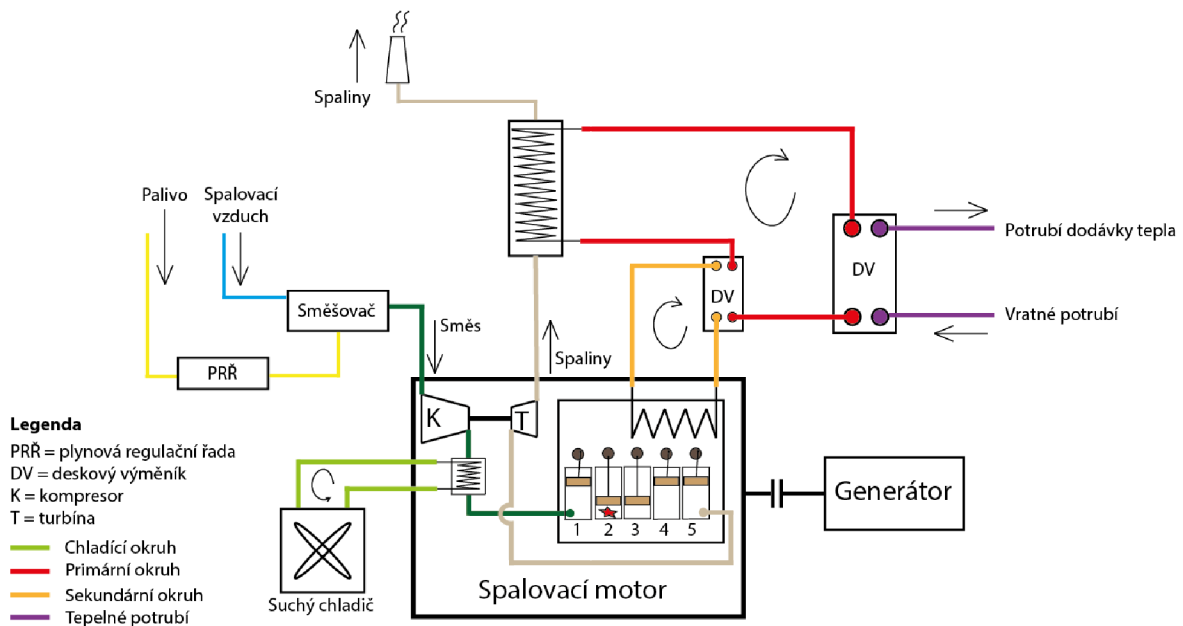 Spaliny
Palivo
Spalovací
vzduch
Potrubí dodávky tepla
DV
DV
Směšovač
Směs
Vratné potrubí
Spaliny
PRŘ
K
T
Legenda
PRŘ = plynová regulační řada
DV = deskový výměník
K = kompresor
T = turbína
Chladící okruh
Primární okruh
Sekundární okruh
Tepelné potrubí
Generátor
1 2 3 4 5
Spalovací motor
Suchý chladič